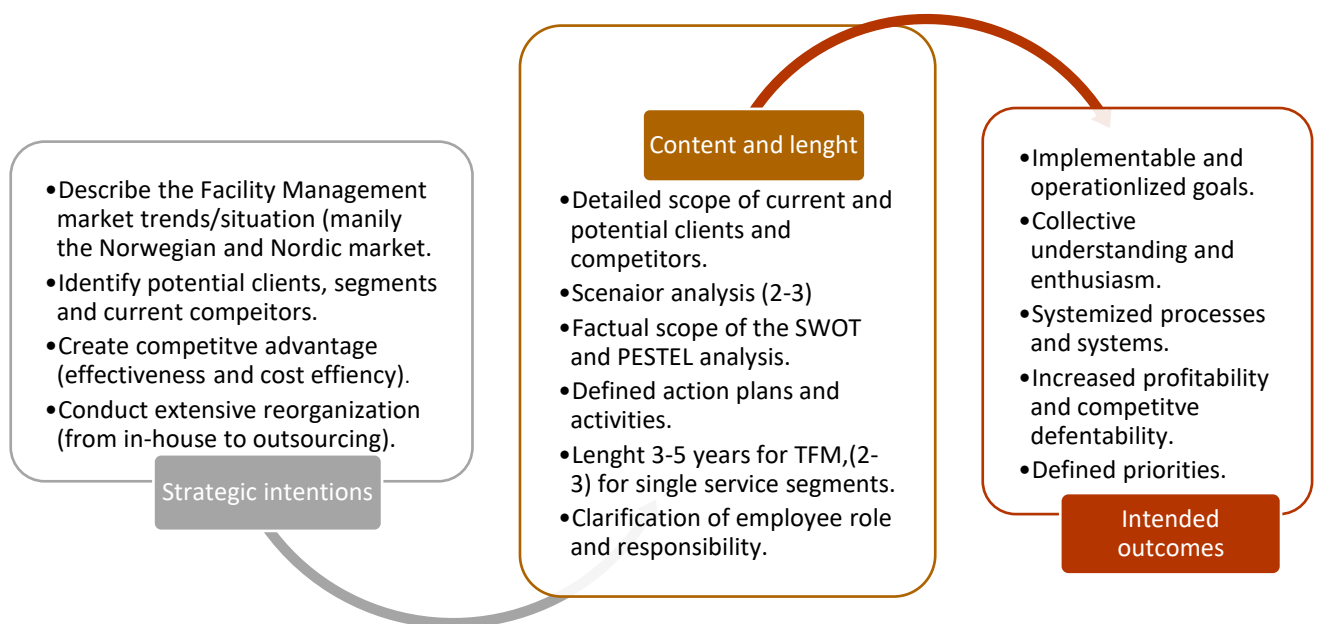 •Describe the Facility Management
market trends/situation (manily
the Norwegian and Nordic market.
•Identify potential clients, segments
and current compeitors.
•Create competitve advantage
(effectiveness and cost effiency).
•Conduct extensive reorganization
(from in-house to outsourcing).
Strategic intentions
Content and lenght
•Detailed scope of current and
potential clients and
competitors.
•Scenaior analysis (2-3)
•Factual scope of the SWOT
and PESTEL analysis.
•Defined action plans and
activities.
•Lenght 3-5 years for TFM,(2-
3) for single service segments.
•Clarification of employee role
and responsibility.
•Implementable and
operationlized goals.
•Collective
understanding and
enthusiasm.
•Systemized processes
and systems.
•Increased profitability
and competitve
defentability.
•Defined priorities.
Intended
outcomes